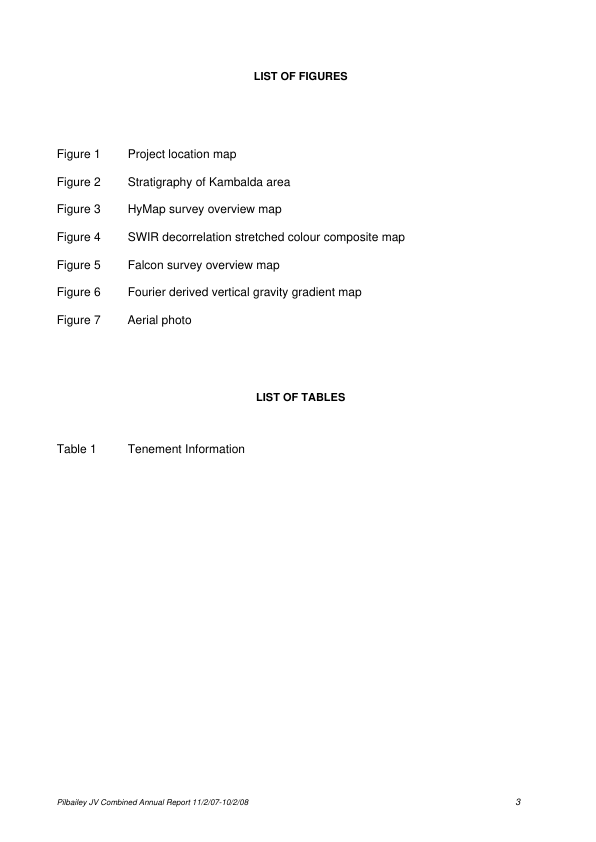 LIST OF FIGURES
Figure 1 Project location map
Figure 2 Stratigraphy of Kambalda area
Figure 3 HyMap survey overview map
Figure 4 SWIR decorrelation stretched colour composite map
Figure 5 Falcon survey overview map
Figure 6 Fourier derived vertical gravity gradient map
Figure 7 Aerial photo
LIST OF TABLES
Table 1 Tenement Information
Pilbailey JV Combined Annual Report 11/2/07-10/2/08 3